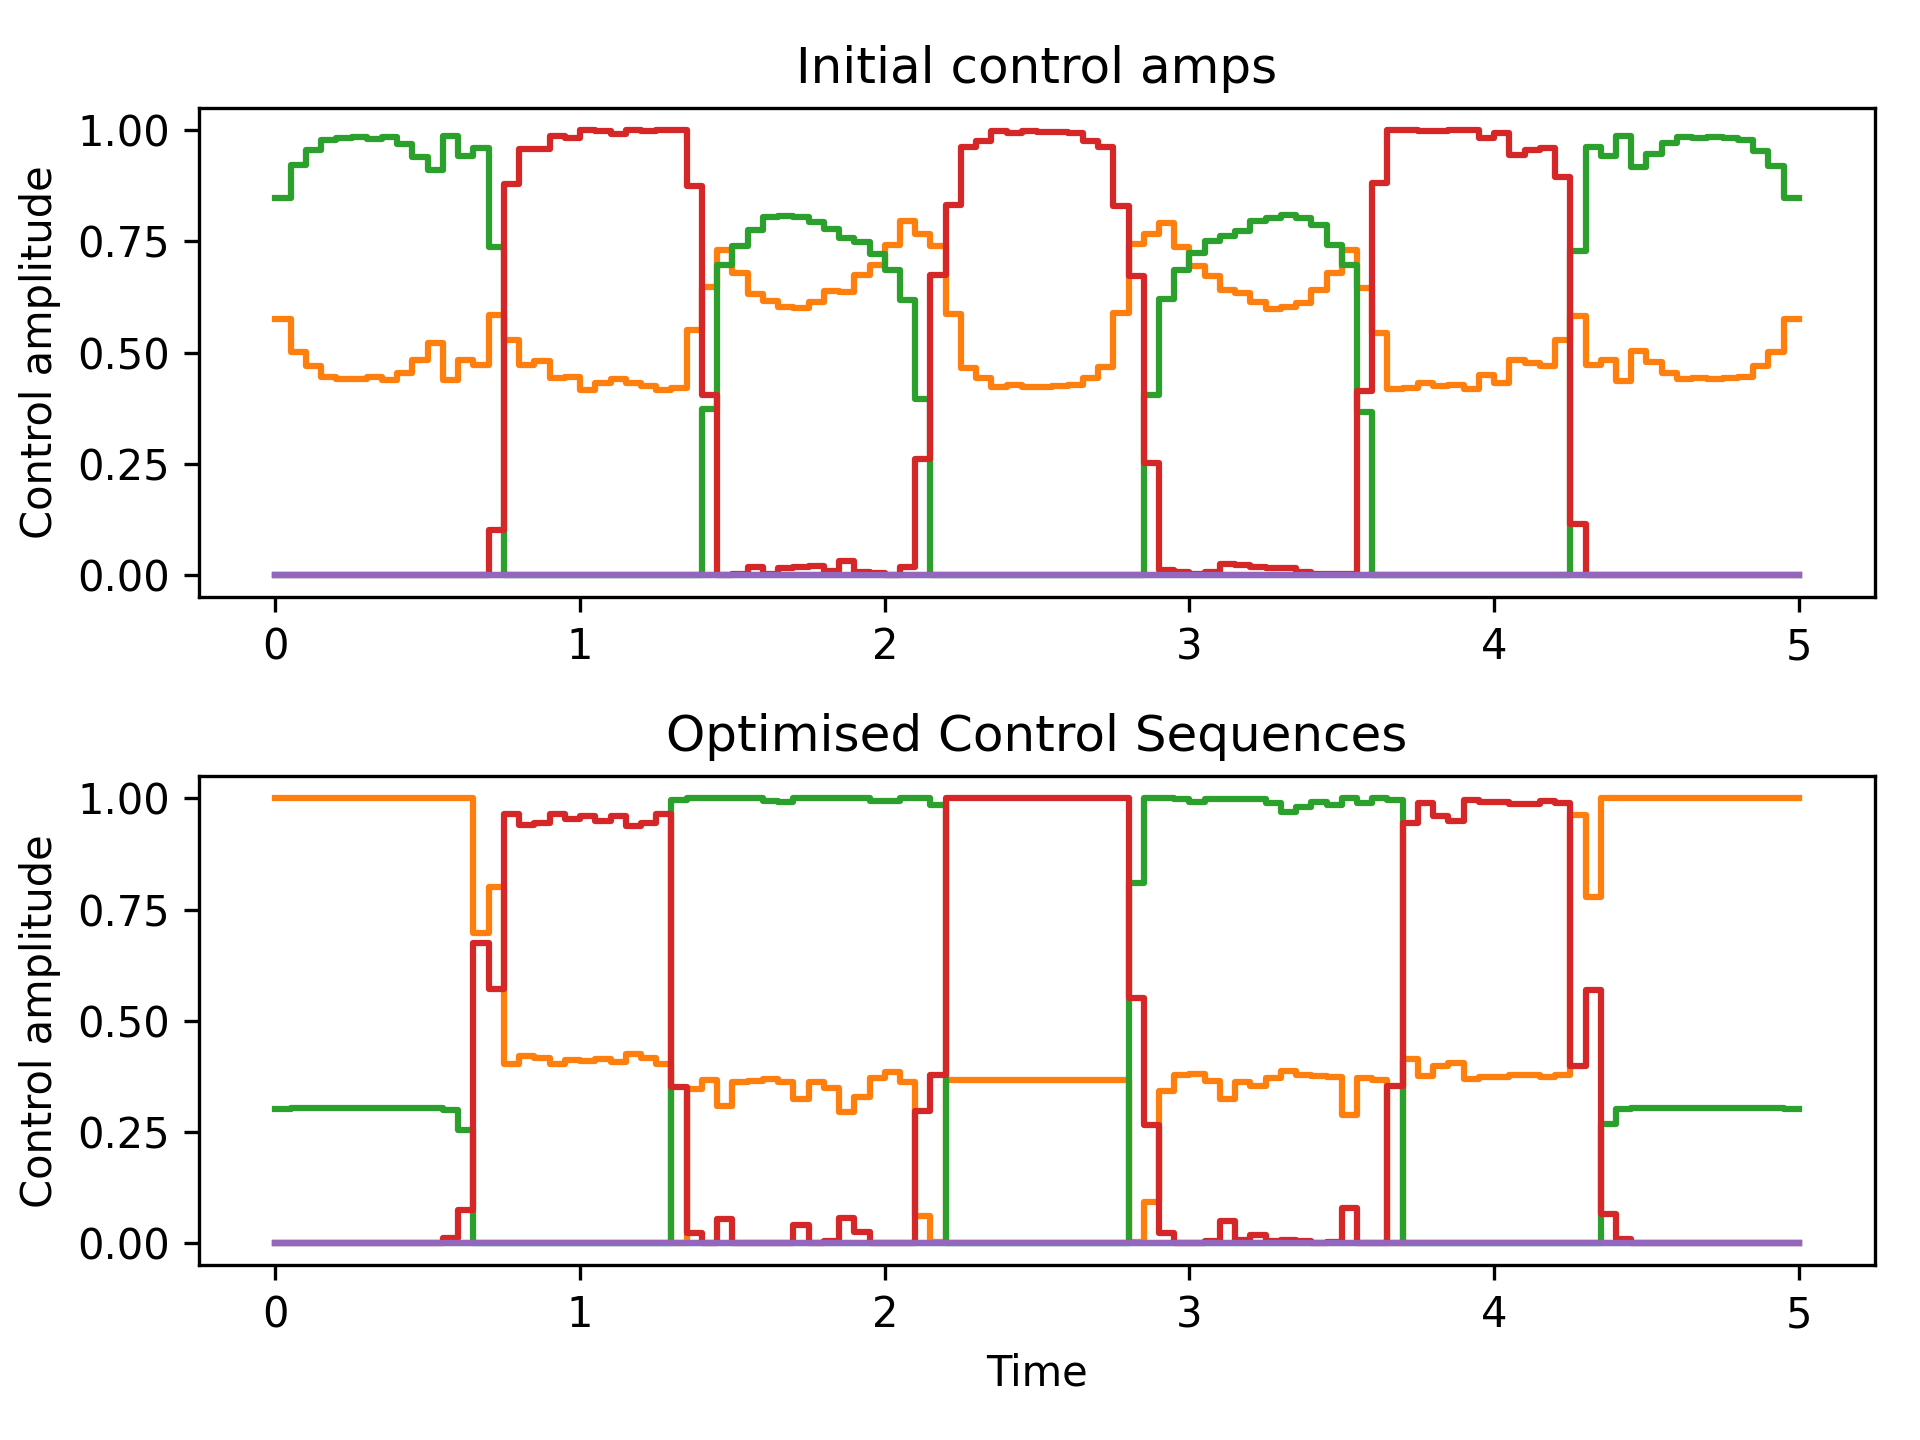 Initial control amps
Control amplitude
1.00
0.75
0.50
0.25
0.00
0 1 2 3 4 5
Optimised Control Sequences
Control amplitude
1.00
0.75
0.50
0.25
0.00
0 1 2 3 4 5
Time